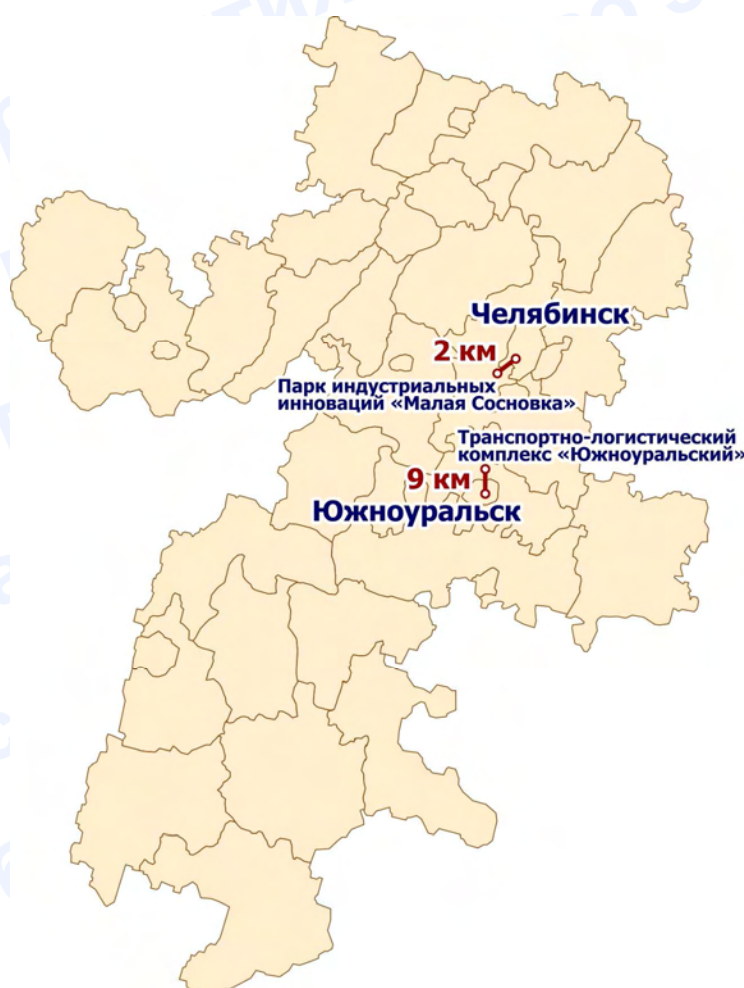 Челябинск
2 км
Парк индустриальных
инноваций «Малая Сосновка»
Транспортно-логистический
комплекс «Южноуральский»
9 км
Южноуральск